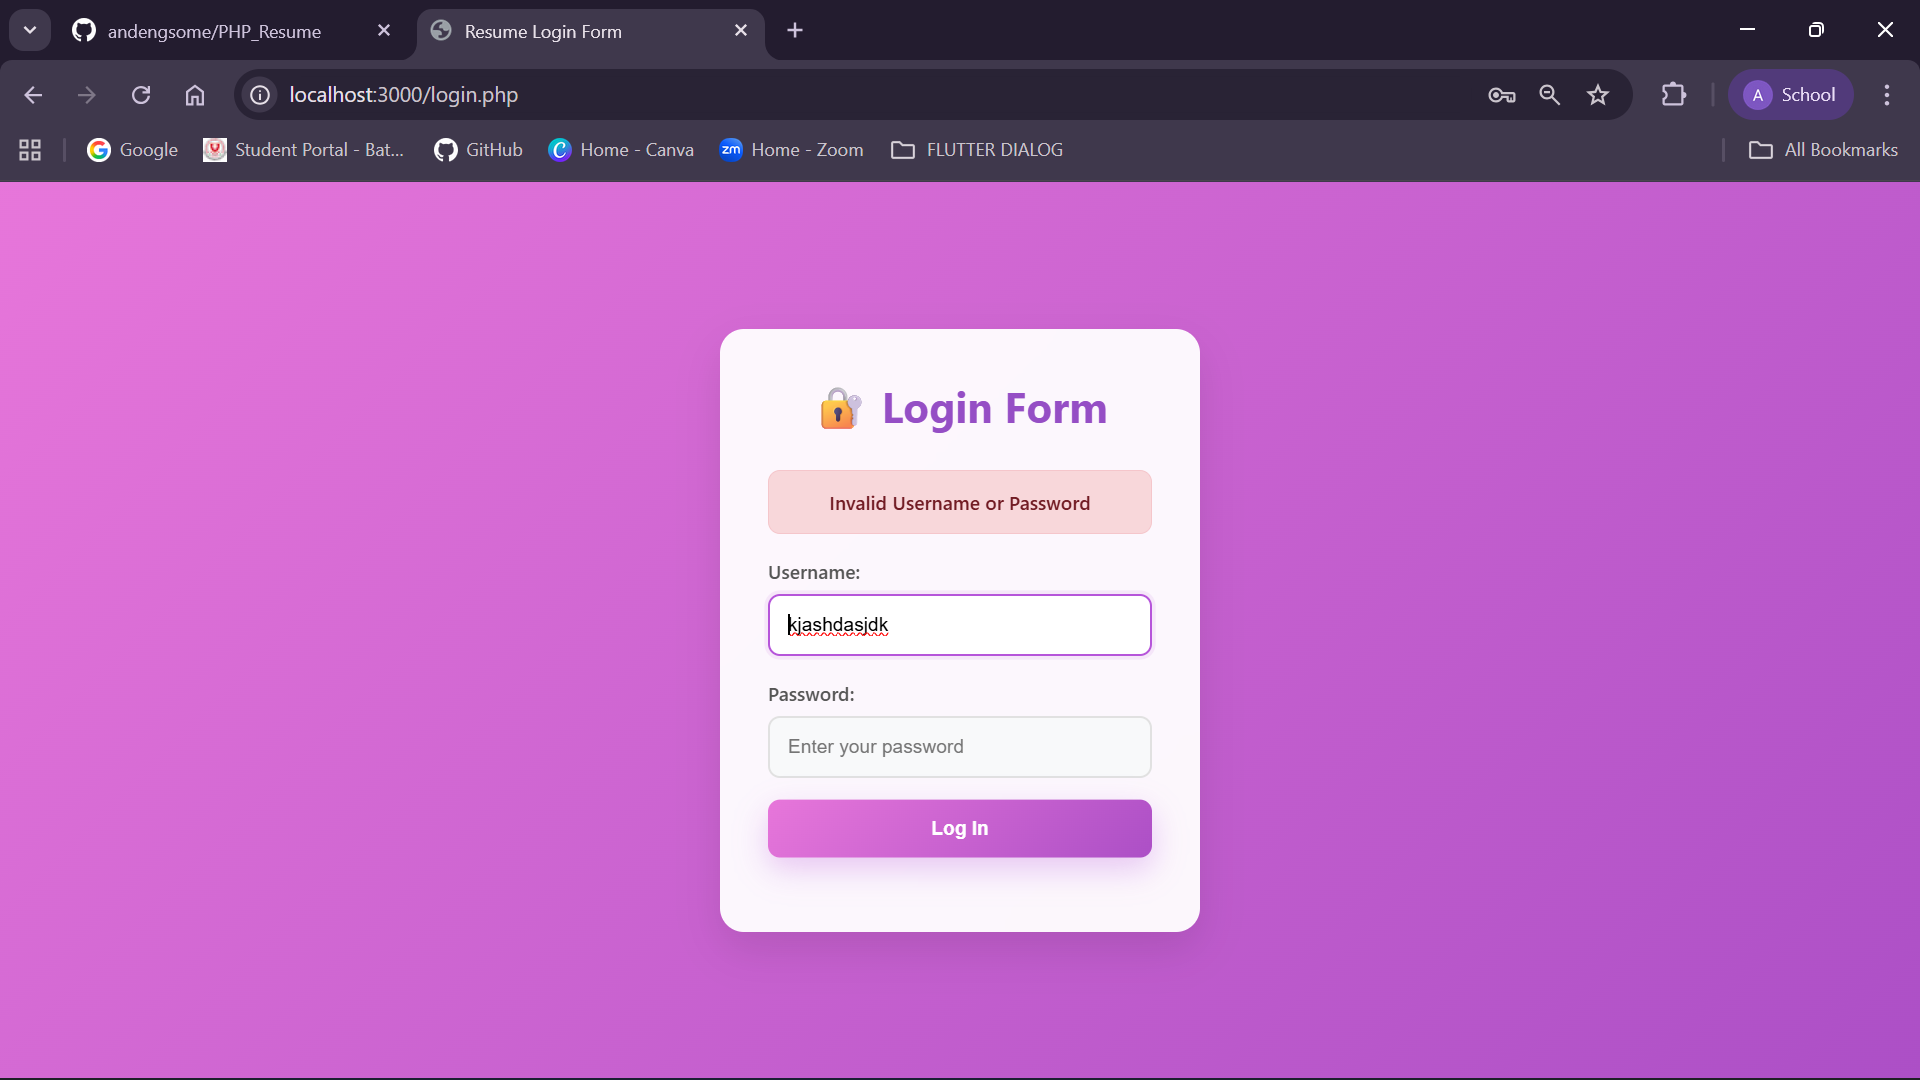 andengsome/PHP_Resume
Resume Login Form
localhost:3000/login.php
A School
Google
Student Portal - Bat...
GitHub
Home - Canva
zm Home - Zoom
FLUTTER DIALOG
All Bookmarks
Login Form
Invalid Username or Password
Username:
kjashdasjdk
Password:
Enter your password
Log In